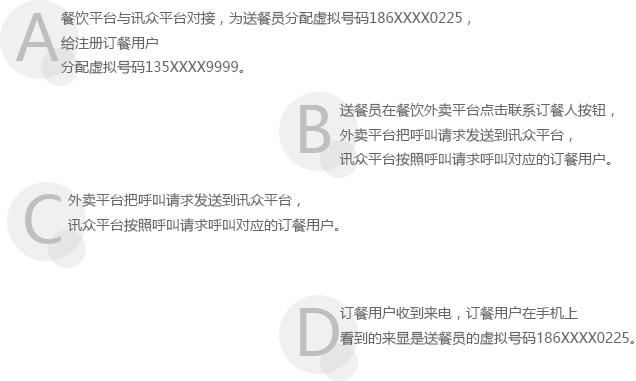 A
餐饮平台与讯众平台对接，为送餐员分配虚拟号码186XXXX0225，
给注册订餐用户
分配虚拟号码135XXXX9999。
B
送餐员在餐饮外卖平台点击联系订餐人按钮，
外卖平台把呼叫请求发送到讯众平台，
讯众平台按照呼叫请求呼叫对应的订餐用户。
C
外卖平台把呼叫请求发送到讯众平台，
讯众平台按照呼叫请求呼叫对应的订餐用户。
D
订餐用户收到来电，订餐用户在手机上
看到的来显是送餐员的虚拟号码186XXXX0225。